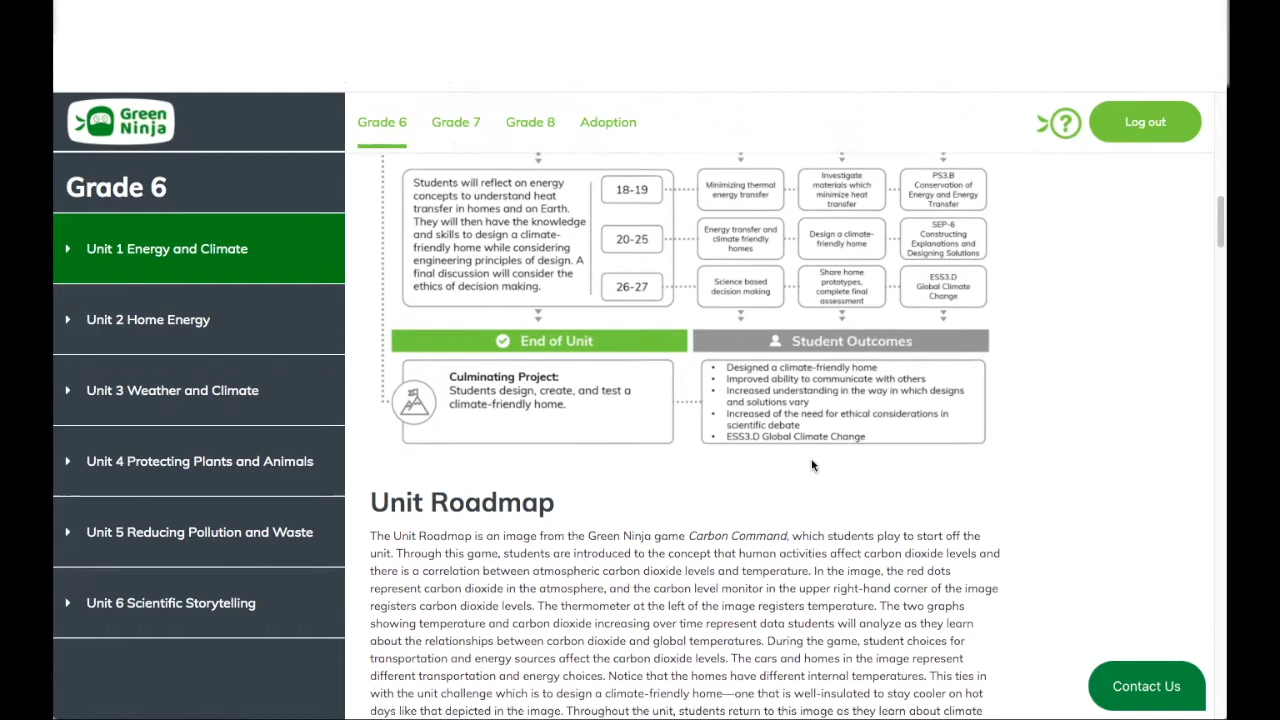 Green
Ninja
Grade 6
Grade 7
Grade 8
Adoption
?
Log out
Grade 6
Unit 1 Energy and Climate
Unit 2 Home Energy
Unit 3 Weather and Climate
Unit 4 Protecting Plants and Animals
Unit 5 Reducing Pollution and Waste
Unit 6 Scientific Storytelling
Students will reflect on energy
concepts to understand heat
transfer in homes and on Earth.
They will then have the knowledge
and skills to design a climate-
friendly home while considering
engineering principles of design. A
final discussion will consider the
ethics of decision making.
18-19
Minimizing thermal
energy transfer
Investigate
materials which
minimize heat
transfer
PS3.B
Conservation of
Energy and Energy
Transfer
20-25
Energy transfer and
climate friendly
homes
Design a climate-
friendly home
SEP-6
Constructing
Explanations and
Designing Solutions
26-27
Science based
decision making
Share home
prototypes,
complete final
assessment
ESS3.D
Global Climate
Change
End of Unit
Culminating Project:
Students design, create, and test a
climate-friendly home.
Student Outcomes
• Designed a climate-friendly home
• Improved ability to communicate with others
• Increased understanding in the way in which designs
and solutions vary
• Increased of the need for ethical considerations in
scientific debate
• ESS3.D Global Climate Change
Unit Roadmap
The Unit Roadmap is an image from the Green Ninja game Carbon Command, which students play to start off the
unit. Through this game, students are introduced to the concept that human activities affect carbon dioxide levels and
there is a correlation between atmospheric carbon dioxide levels and temperature. In the image, the red dots
represent carbon dioxide in the atmosphere, and the carbon level monitor in the upper right-hand corner of the image
registers carbon dioxide levels. The thermometer at the left of the image registers temperature. The two graphs
showing temperature and carbon dioxide increasing over time represent data students will analyze as they learn
about the relationships between carbon dioxide and global temperatures. During the game, student choices for
transportation and energy sources affect the carbon dioxide levels. The cars and homes in the image represent
different transportation and energy choices. Notice that the homes have different internal temperatures. This ties in
with the unit challenge which is to design a climate-friendly home—one that is well-insulated to stay cooler on hot
days like that depicted in the image. Throughout the unit, students return to this image as they learn about climate
Contact Us